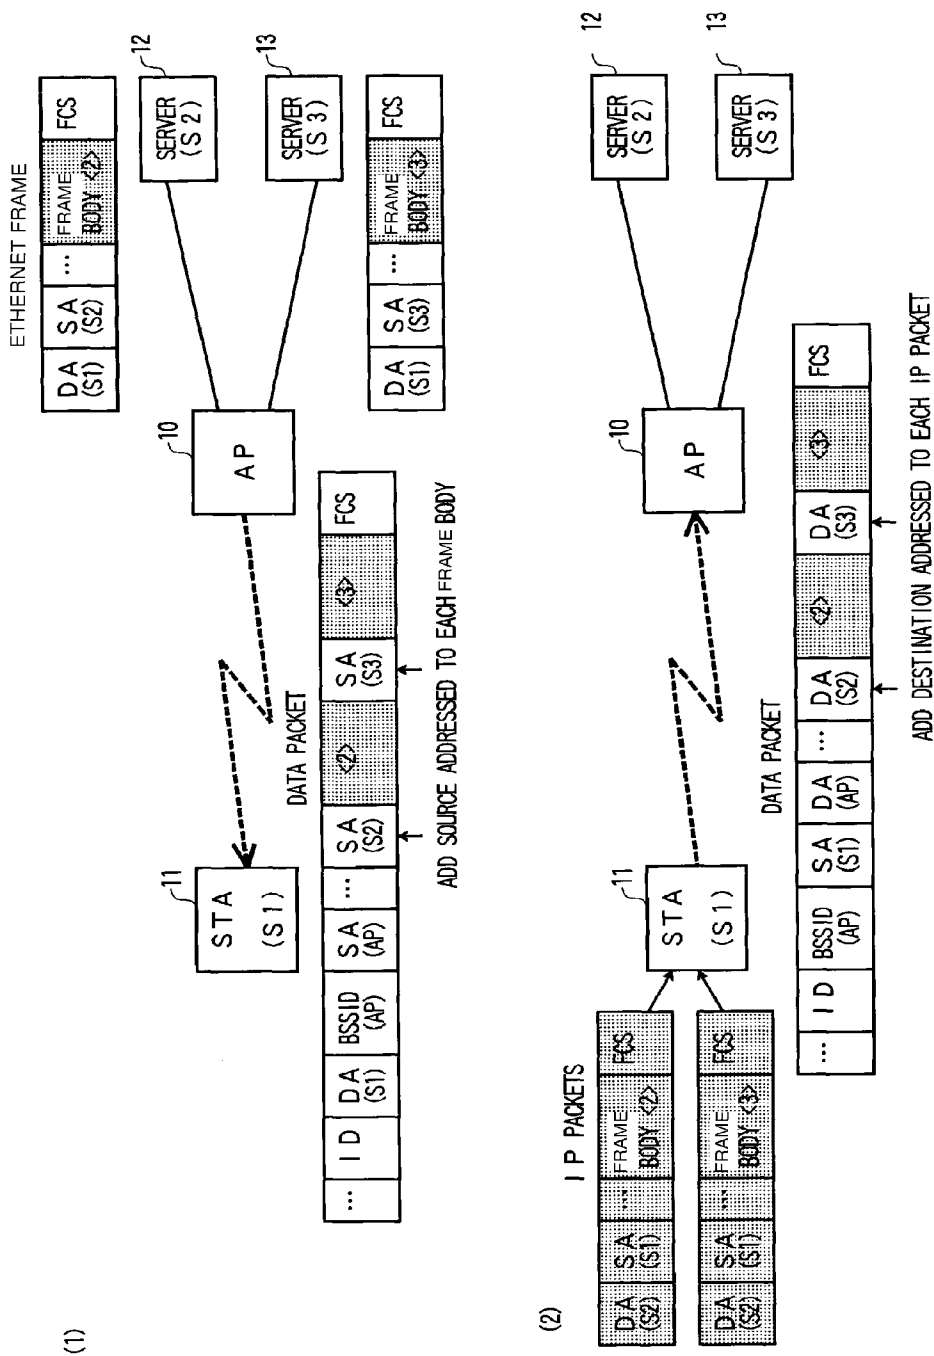 (1)
ETHERNET FRAME
DA
(S1)
SA
(S2)
...
FRAME
BODY <2>
FCS
SERVER
(S2)
12
SERVER
(S3)
13
DA
(S1)
SA
(S3)
...
FRAME
BODY <3>
FCS
AP
10
STA
(S1)
11
DATA PACKET
...
ID
DA
(S1)
BSSID
(AP)
SA
(AP)
...
SA
(S2)
<2>
SA
(S3)
<3>
FCS
ADD SOURCE ADDRESSED TO EACH FRAME BODY
(2)
IP PACKETS
DA
(S2)
SA
(S1)
...
FRAME
BODY <2>
FCS
DA
(S2)
SA
(S1)
...
FRAME
BODY <3>
FCS
STA
(S1)
11
AP
10
SERVER
(S2)
12
SERVER
(S3)
13
DATA PACKET
...
ID
BSSID
(AP)
SA
(S1)
DA
(AP)
...
DA
(S2)
<2>
DA
(S3)
<3>
FCS
ADD DESTINATION ADDRESSED TO EACH IP PACKET